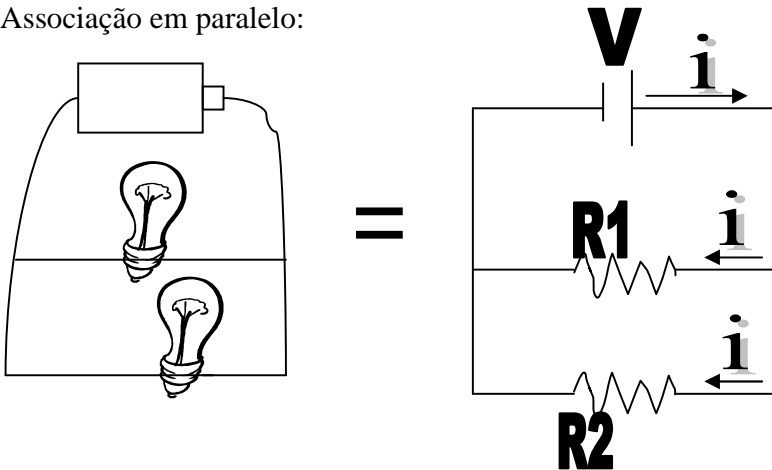 Associação em paralelo:
V
i
=
R1
i
i
R2